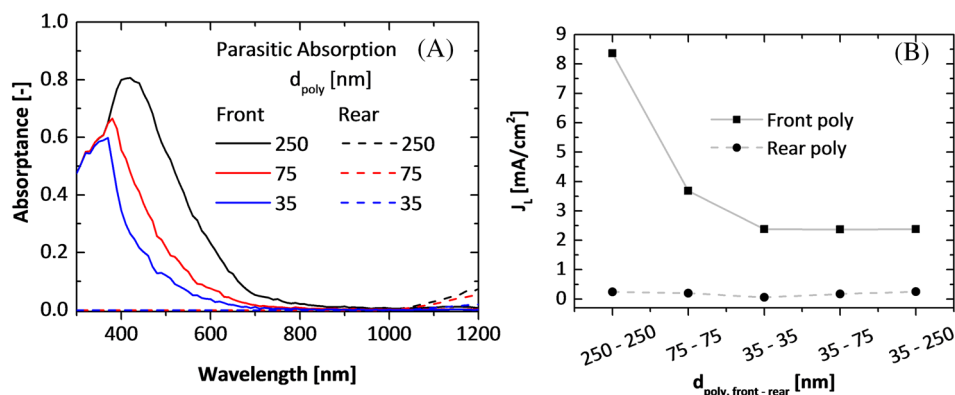 Parasitic Absorption (A)
d_poly [nm]
Front Rear
250 250
75 75
35 35
1.0
0.8
0.6
0.4
0.2
0.0
Absorptance [-]
400 600 800 1000 1200
Wavelength [nm]
(B)
Front poly
Rear poly
9
8
7
6
5
4
3
2
1
0
J_L [mA/cm²]
250 - 250
75 - 75
35 - 35
35 - 75
35 - 250
d_poly, front - rear [nm]